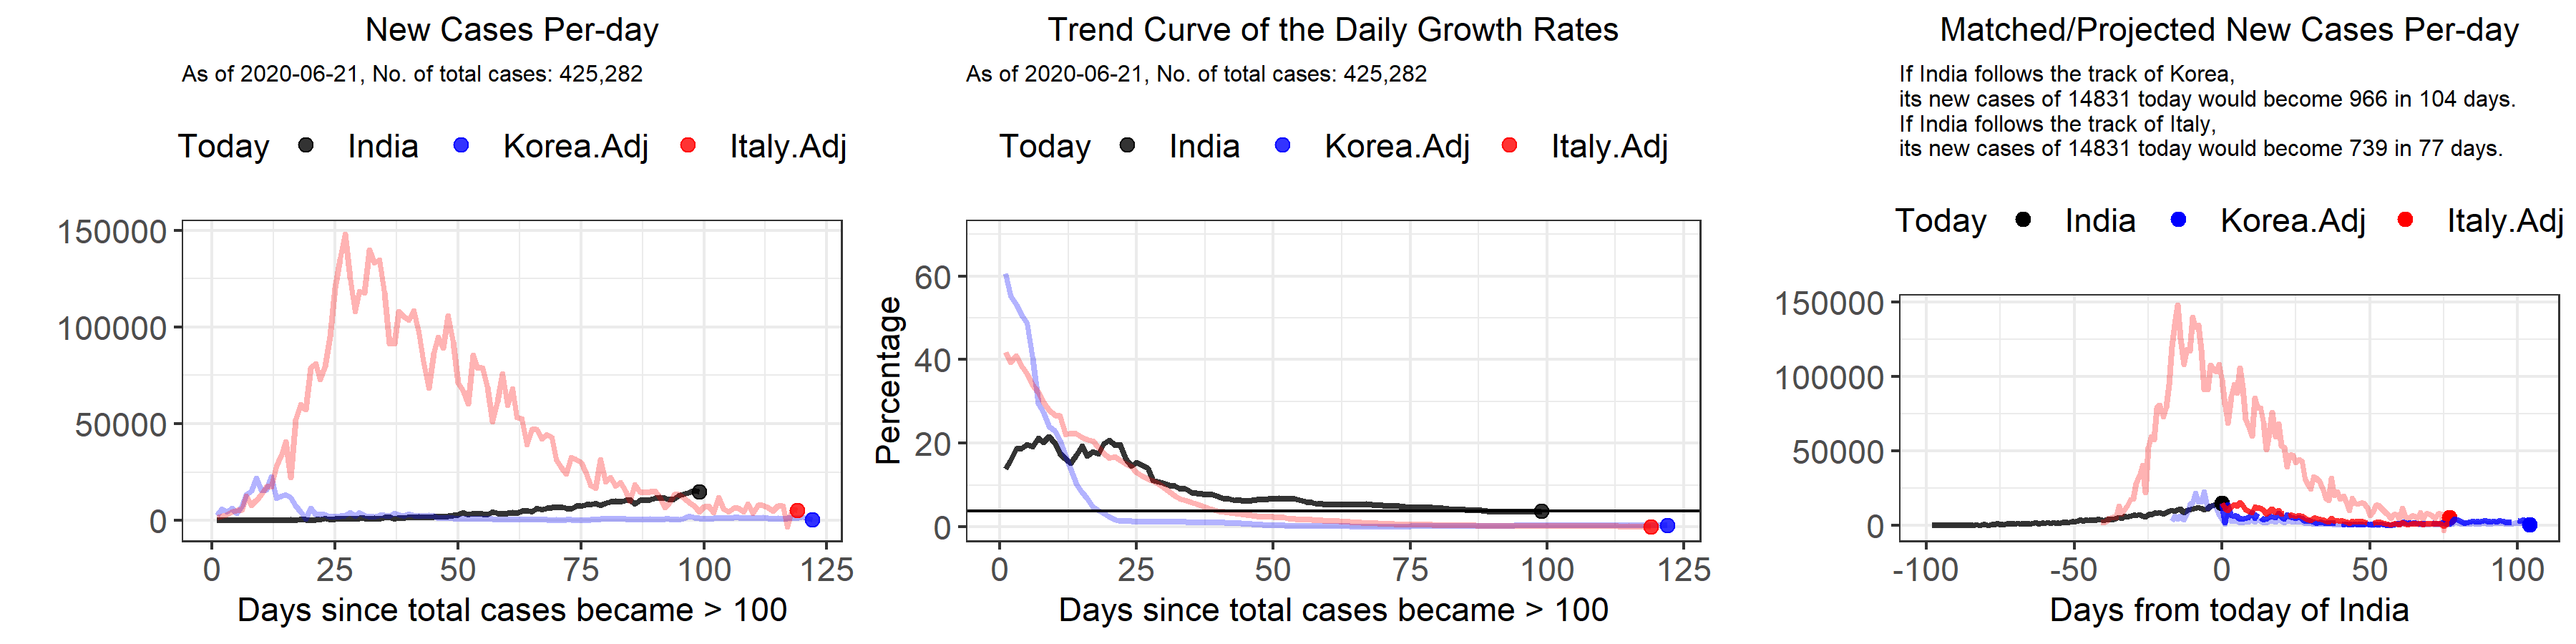 New Cases Per-day
As of 2020-06-21, No. of total cases: 425,282
Today India Korea.Adj Italy.Adj
150000
100000
50000
0
0 25 50 75 100 125
Days since total cases became > 100
Trend Curve of the Daily Growth Rates
As of 2020-06-21, No. of total cases: 425,282
Today India Korea.Adj Italy.Adj
Percentage
60
40
20
0
0 25 50 75 100 125
Days since total cases became > 100
Matched/Projected New Cases Per-day
If India follows the track of Korea,
its new cases of 14831 today would become 966 in 104 days.
If India follows the track of Italy,
its new cases of 14831 today would become 739 in 77 days.
Today India Korea.Adj Italy.Adj
150000
100000
50000
0
-100 -50 0 50 100
Days from today of India